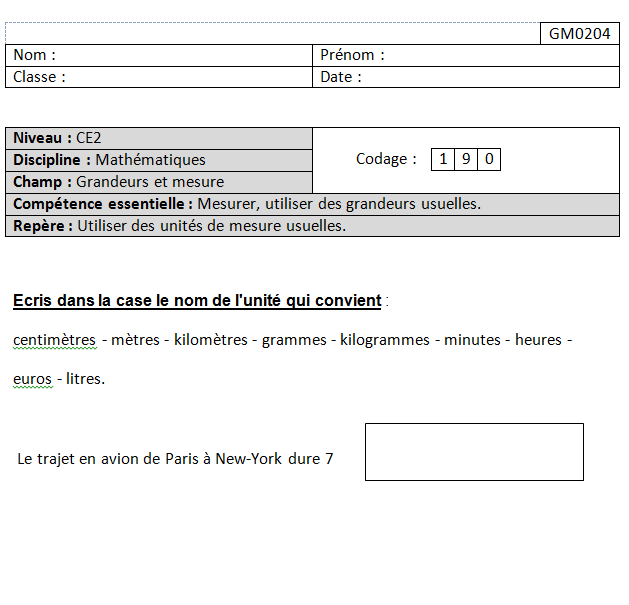 GM0204
Nom : Prénom :
Classe : Date :
Niveau : CE2
Discipline : Mathématiques
Codage : 1 9 0
Champ : Grandeurs et mesure
Compétence essentielle : Mesurer, utiliser des grandeurs usuelles.
Repère : Utiliser des unités de mesure usuelles.
Ecris dans la case le nom de l'unité qui convient :
centimètres - mètres - kilomètres - grammes - kilogrammes - minutes - heures -
euros - litres.
Le trajet en avion de Paris à New-York dure 7